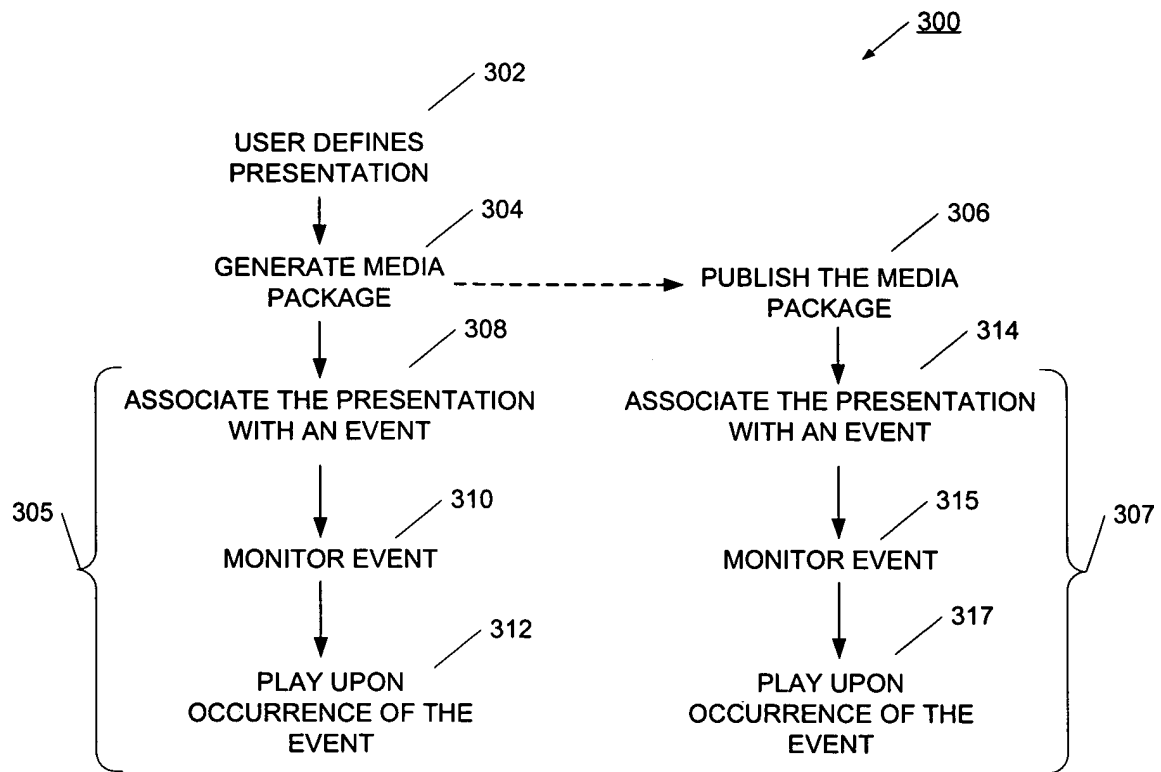 300
302
USER DEFINES
PRESENTATION
304
GENERATE MEDIA
PACKAGE
306
PUBLISH THE MEDIA
PACKAGE
308
ASSOCIATE THE PRESENTATION
WITH AN EVENT
314
ASSOCIATE THE PRESENTATION
WITH AN EVENT
305
310
MONITOR EVENT
315
MONITOR EVENT
307
312
PLAY UPON
OCCURRENCE OF THE
EVENT
317
PLAY UPON
OCCURRENCE OF THE
EVENT